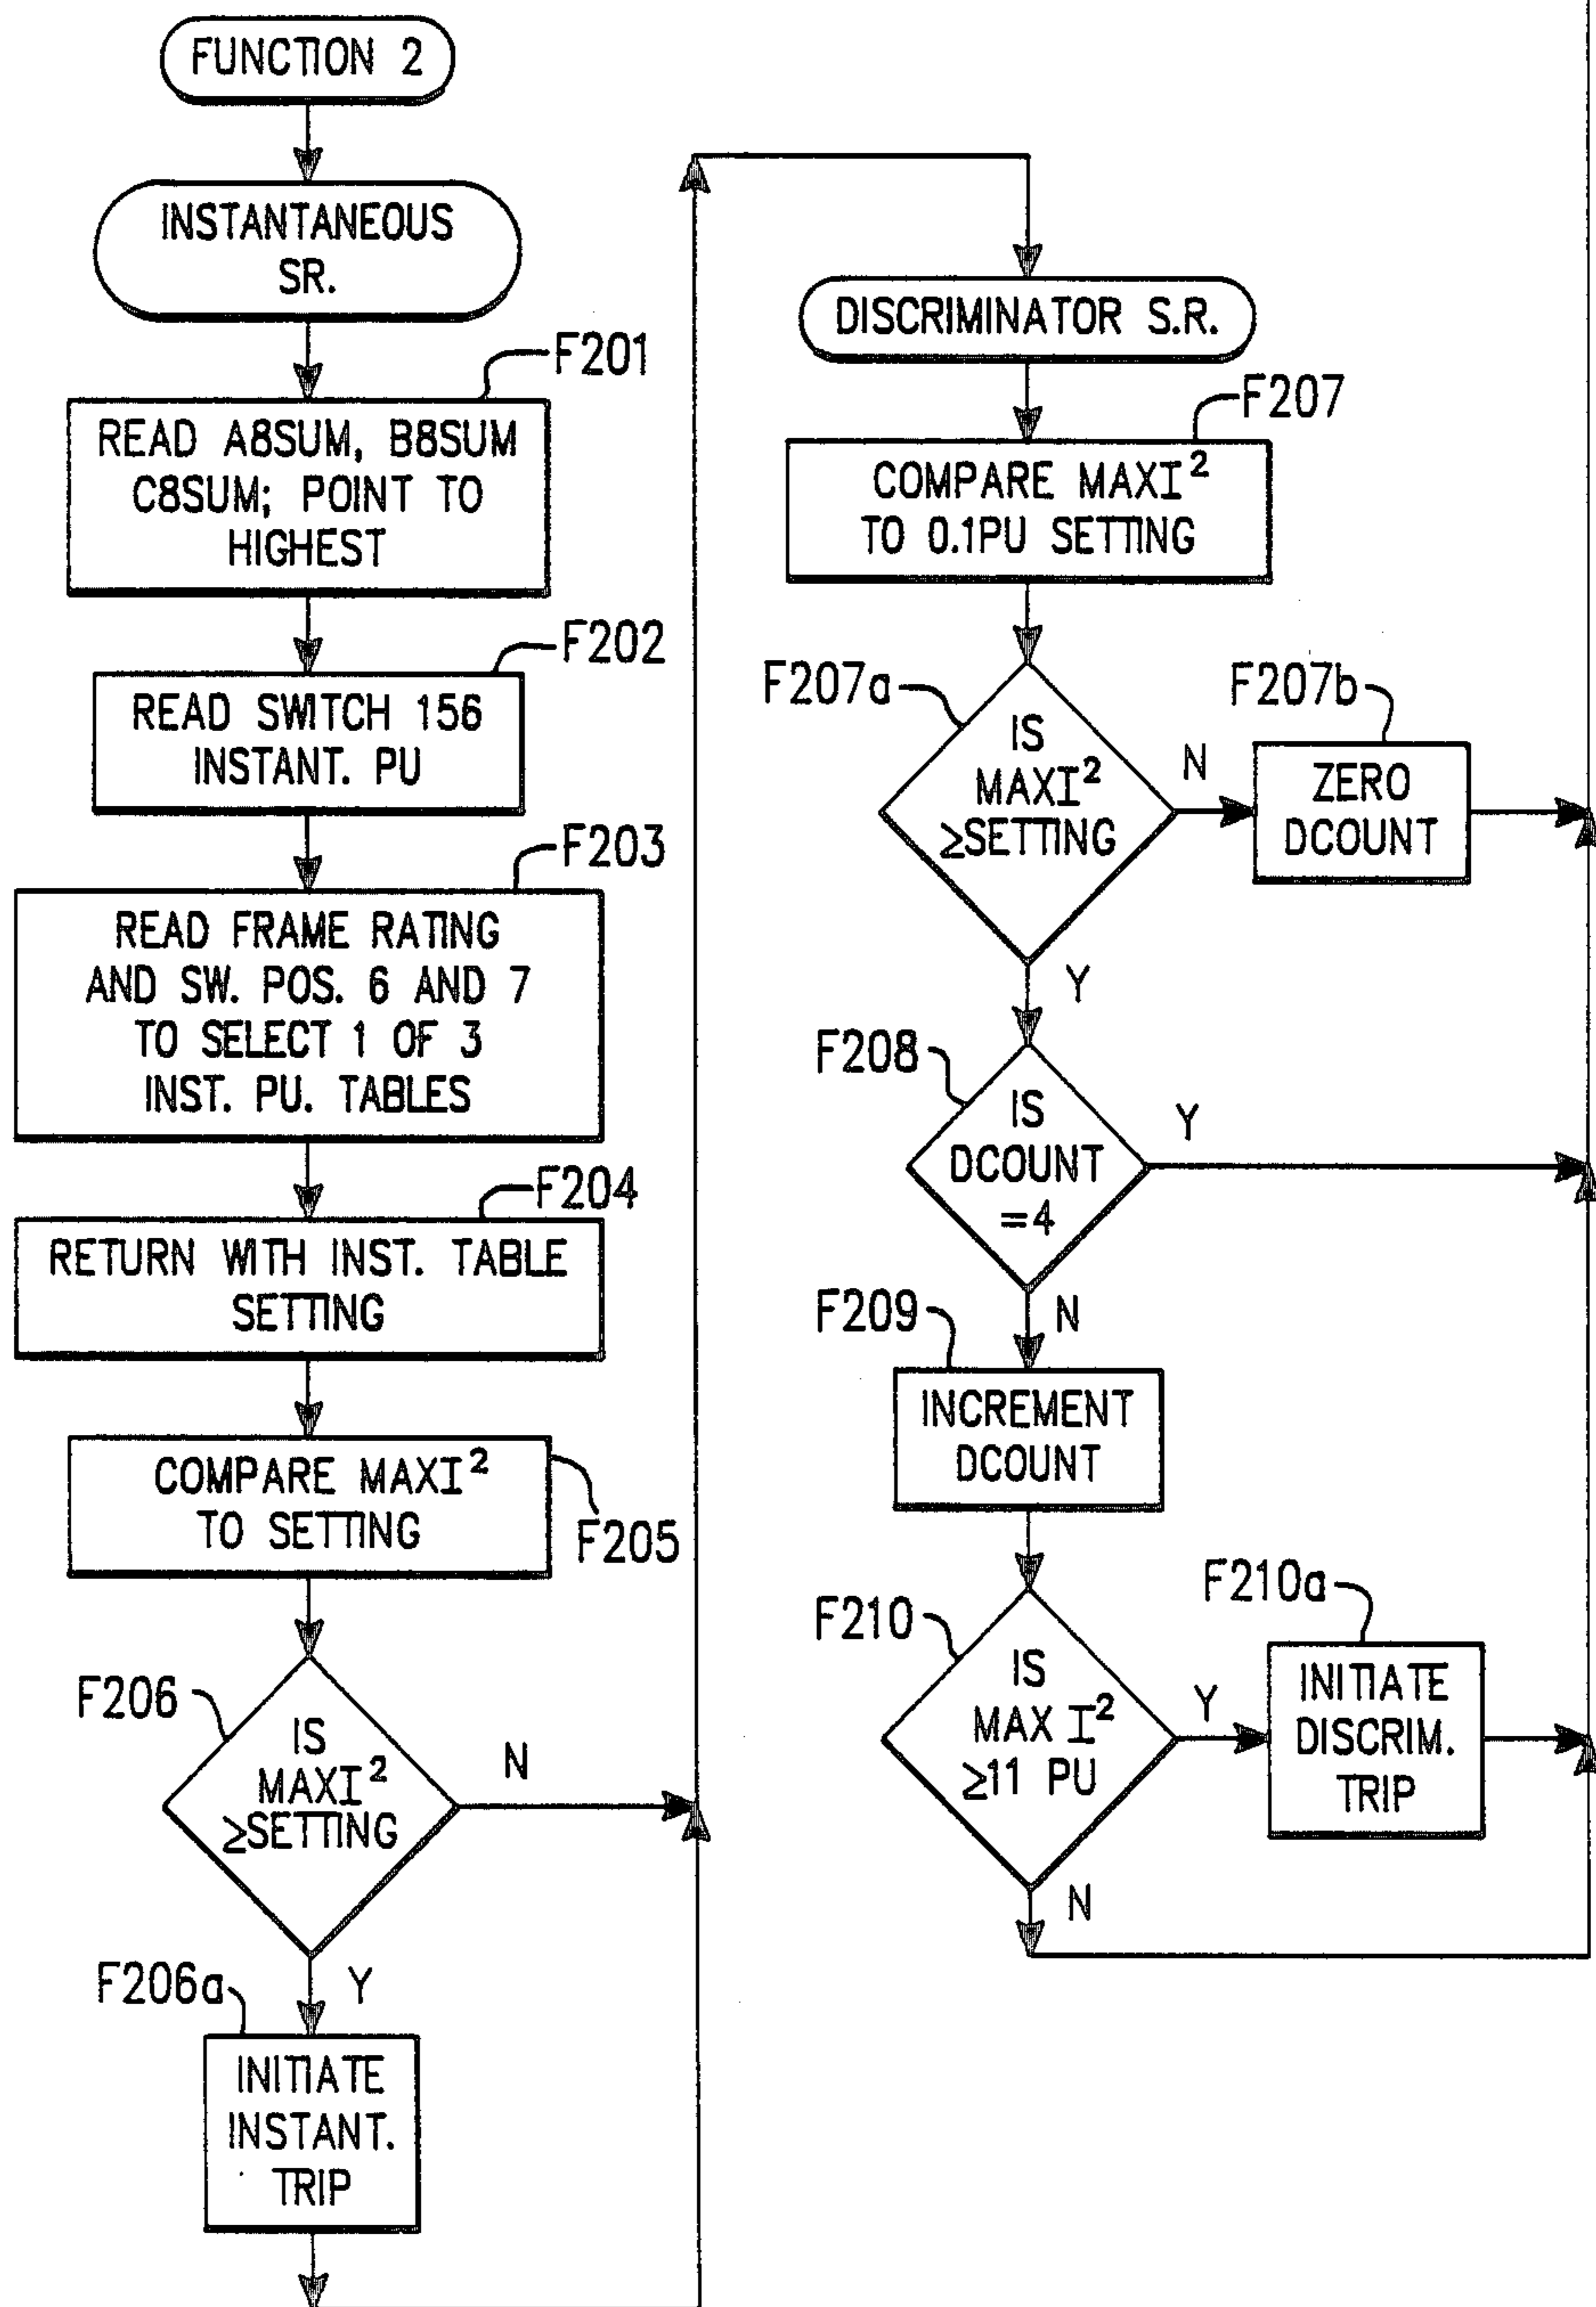 FUNCTION 2
INSTANTANEOUS
SR.
F201
READ A8SUM, B8SUM
C8SUM; POINT TO
HIGHEST
F202
READ SWITCH 156
INSTANT. PU
F203
READ FRAME RATING
AND SW. POS. 6 AND 7
TO SELECT 1 OF 3
INST. PU. TABLES
F204
RETURN WITH INST. TABLE
SETTING
COMPARE MAXI²
TO SETTING
F205
F206
IS
MAXI²
≥SETTING
N
Y
F206a
INITIATE
INSTANT.
TRIP
DISCRIMINATOR S.R.
F207
COMPARE MAXI²
TO 0.1PU SETTING
F207a
IS
MAXI²
≥SETTING
N
F207b
ZERO
DCOUNT
Y
F208
IS
DCOUNT
=4
Y
N
F209
INCREMENT
DCOUNT
F210
IS
MAX I²
≥11 PU
Y
F210a
INITIATE
DISCRIM.
TRIP
N